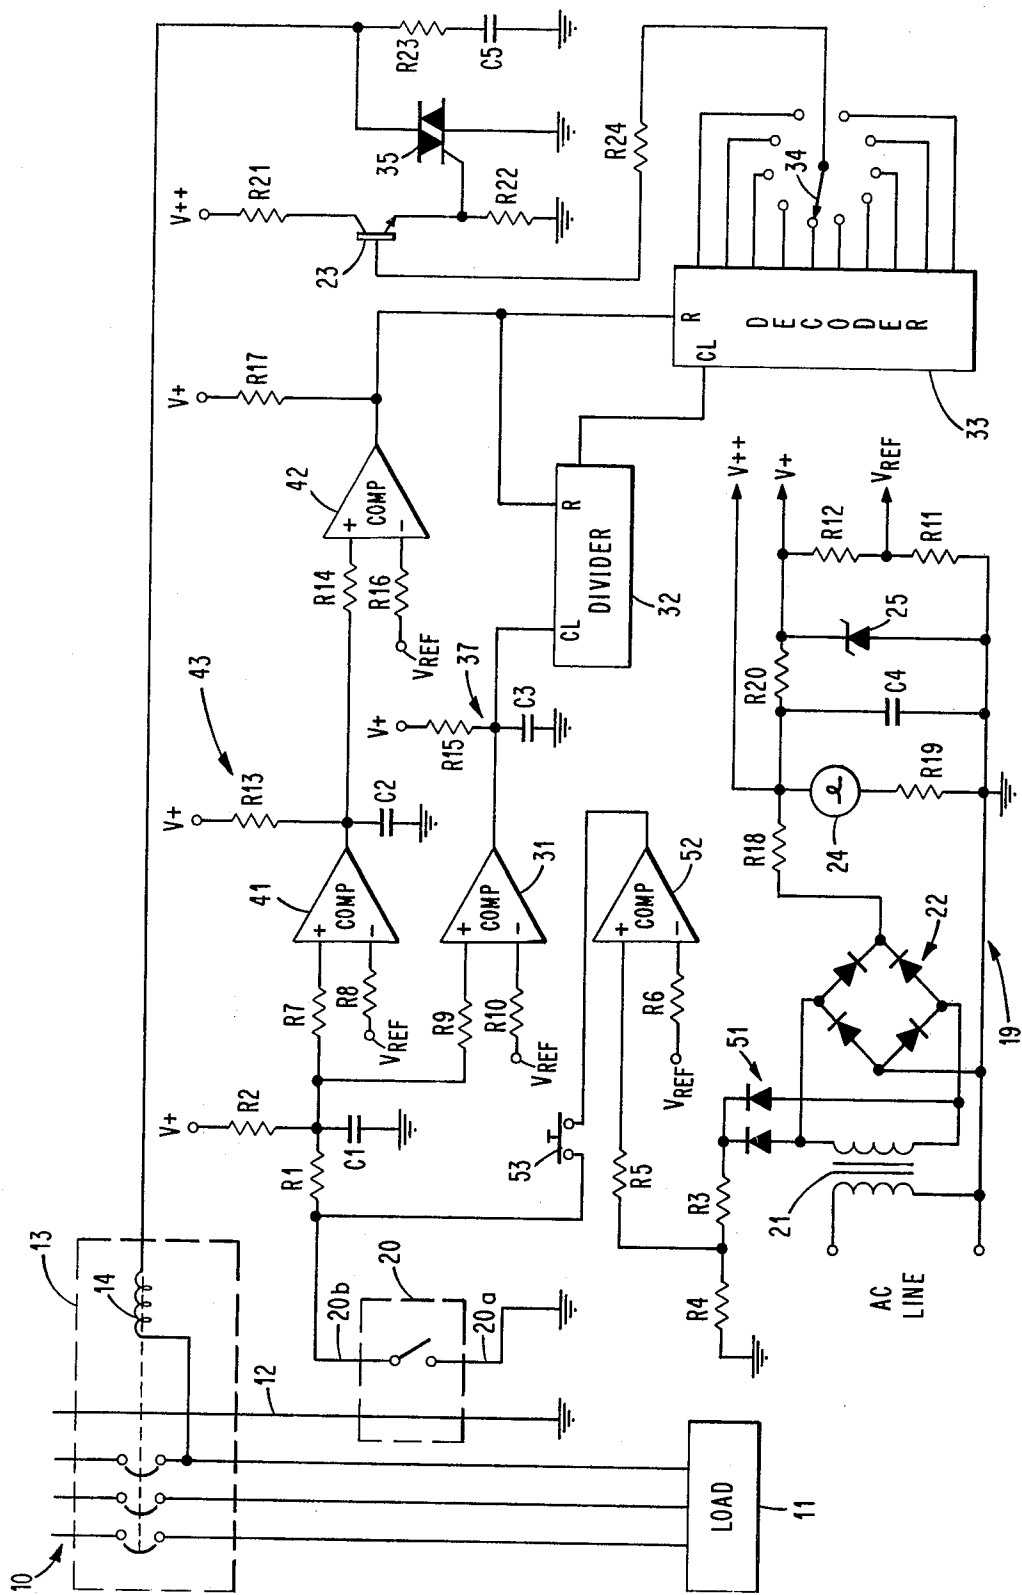 10
13
14
12
20
20b
20a
LOAD
11
V+
R2
R1
C1
53
R7
R8
VREF
R9
R10
VREF
41
COMP
+
-
31
COMP
+
-
52
COMP
+
-
R5
R6
VREF
V+
R13
43
C2
V+
R15
37
C3
R14
R16
VREF
42
COMP
+
-
V+
R17
CL
R
DIVIDER
32
V++
R21
23
R22
35
R23
C5
R24
34
R
CL
DECODER
33
AC
LINE
R4
R3
21
51
22
19
R18
24
R19
R20
C4
25
R12
R11
V++
V+
VREF